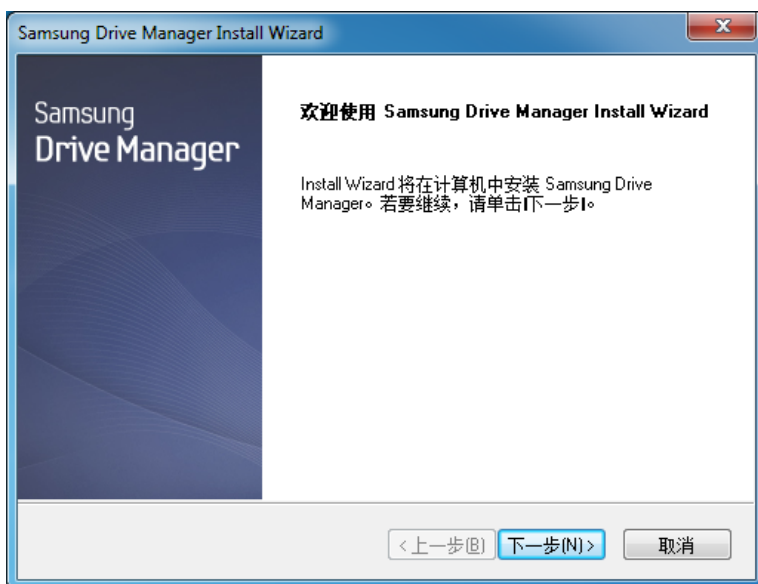 Samsung Drive Manager Install Wizard
Samsung
Drive Manager
欢迎使用 Samsung Drive Manager Install Wizard
Install Wizard 将在计算机中安装 Samsung Drive
Manager。若要继续，请单击[下一步]。
<上一步(B) 下一步(N)> 取消